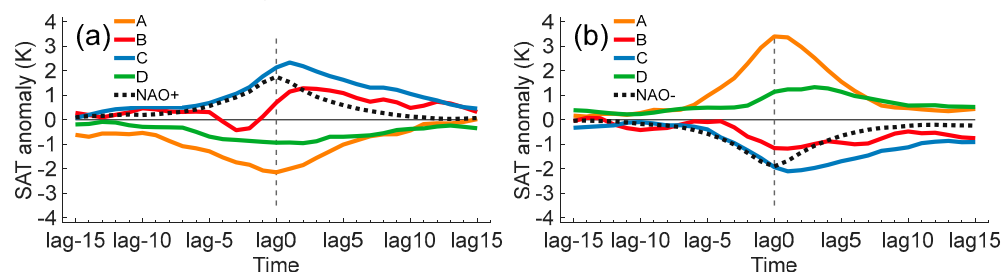 SAT anomaly (K)
4
3
2
1
0
-1
-2
-3
-4
(a)
A
B
C
D
NAO+
lag-15 lag-10 lag-5 lag0 lag5 lag10 lag15
Time
SAT anomaly (K)
4
3
2
1
0
-1
-2
-3
-4
(b)
A
B
C
D
NAO-
lag-15 lag-10 lag-5 lag0 lag5 lag10 lag15
Time